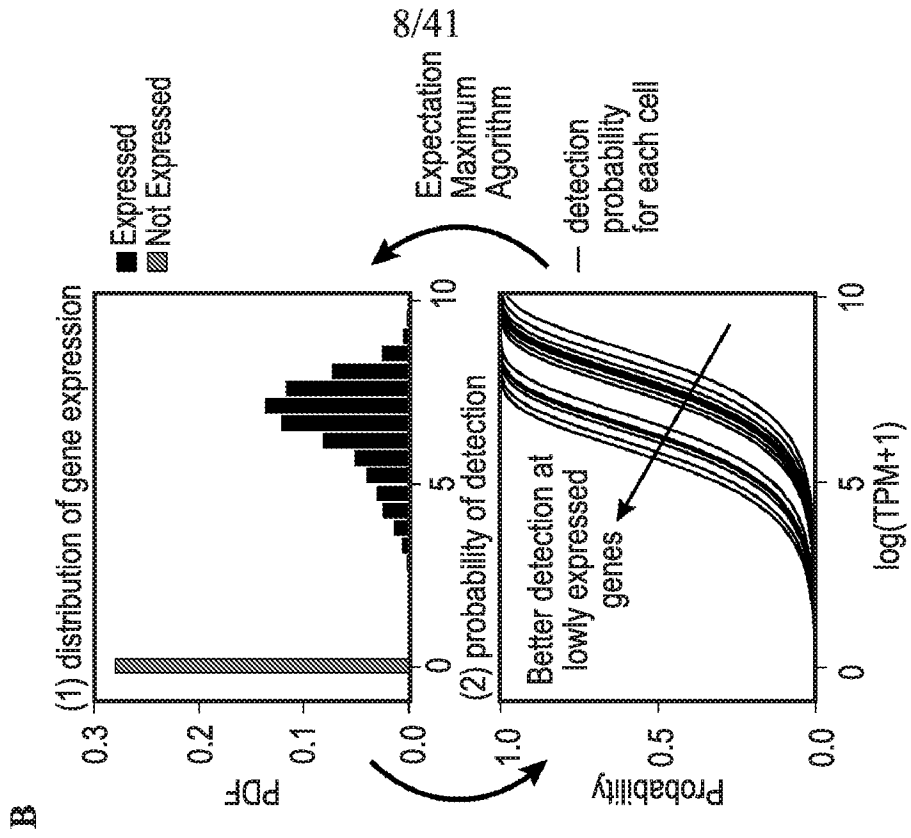 8/41
B
(1) distribution of gene expression
Expressed
Not Expressed
PDF
0.3
0.2
0.1
0.0
0
5
10
Expectation
Maximum
Agorithm
(2) probability of detection
Probability
1.0
0.5
0.0
Better detection at
lowly expressed
genes
detection
probability
for each cell
0
5
10
log(TPM+1)